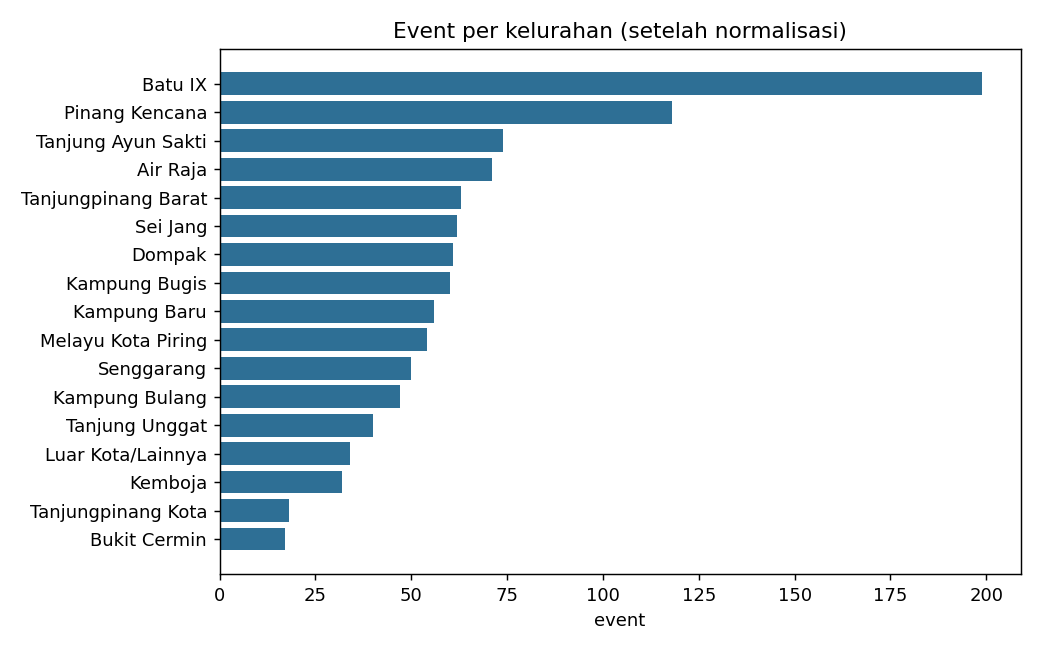 Event per kelurahan (setelah normalisasi)
Batu IX
Pinang Kencana
Tanjung Ayun Sakti
Air Raja
Tanjungpinang Barat
Sei Jang
Dompak
Kampung Bugis
Kampung Baru
Melayu Kota Piring
Senggarang
Kampung Bulang
Tanjung Unggat
Luar Kota/Lainnya
Kemboja
Tanjungpinang Kota
Bukit Cermin
0 25 50 75 100 125 150 175 200
event